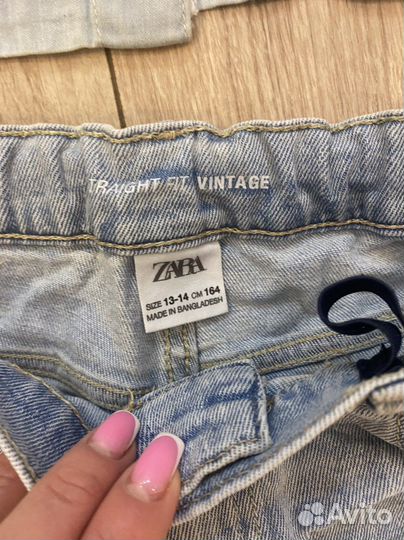 TRAIGHT FIT VINTAGE
ZARA
SIZE 13-14 CM 164
MADE IN BANGLADESH
Avito